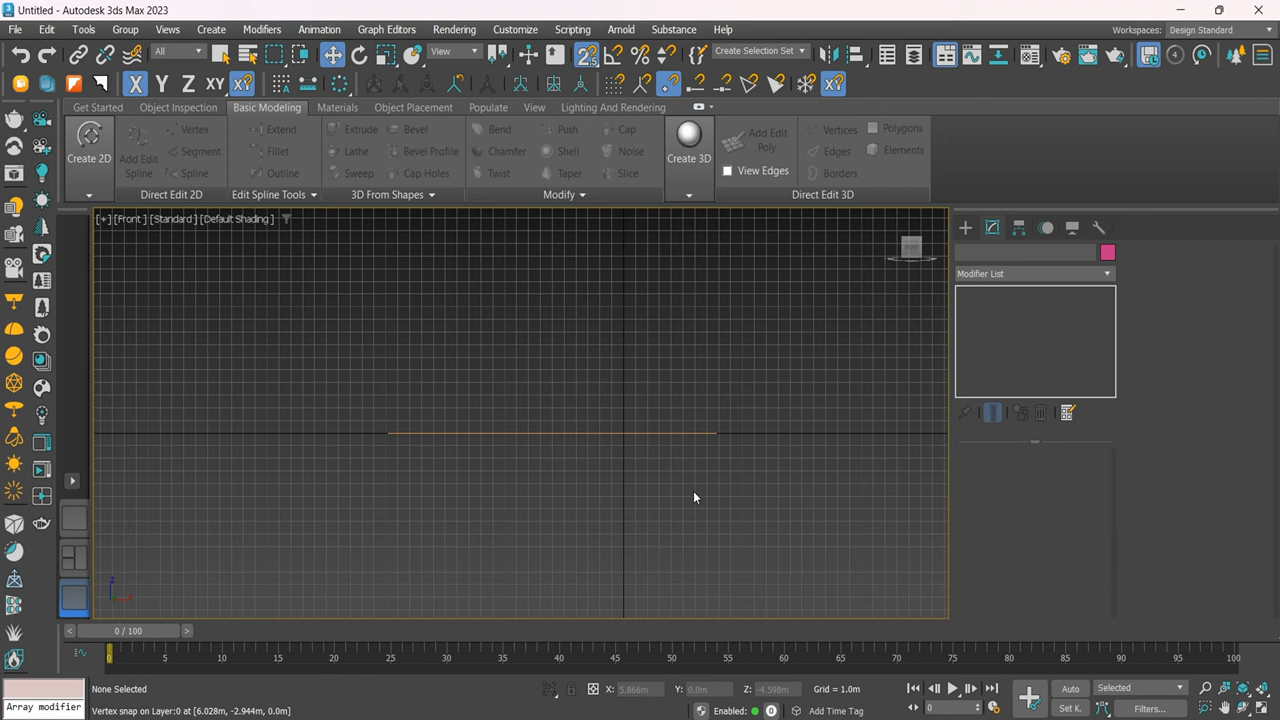 Untitled - Autodesk 3ds Max 2023
File Edit Tools Group Views Create Modifiers Animation Graph Editors Rendering Customize Scripting Arnold Substance Help Workspaces: Design Standard
All View Create Selection Set
X Y Z XY
Get Started Object Inspection Basic Modeling Materials Object Placement Populate View Lighting And Rendering
Create 2D
Add Edit Spline
Vertex
Segment
Spline
Direct Edit 2D
Extend
Fillet
Outline
Edit Spline Tools
Extrude Bevel
Lathe Bevel Profile
Sweep Cap Holes
3D From Shapes
Bend Push Cap
Chamfer Shell Noise
Twist Taper Slice
Modify
Create 3D
Add Edit Poly
View Edges
Vertices Polygons
Edges Elements
Borders
Direct Edit 3D
[+] [Front ] [Standard ] [Default Shading ]
Modifier List
z
x
< 0 / 100 >
0 5 10 15 20 25 30 35 40 45 50 55 60 65 70 75 80 85 90 95 100
None Selected X: 5.866m Y: 0.0m Z: -4.598m Grid = 1.0m Auto Selected
Array modifier Vertex snap on Layer:0 at [6.028m, -2.944m, 0.0m] Enabled: 0 Add Time Tag 0 Set K. Filters...